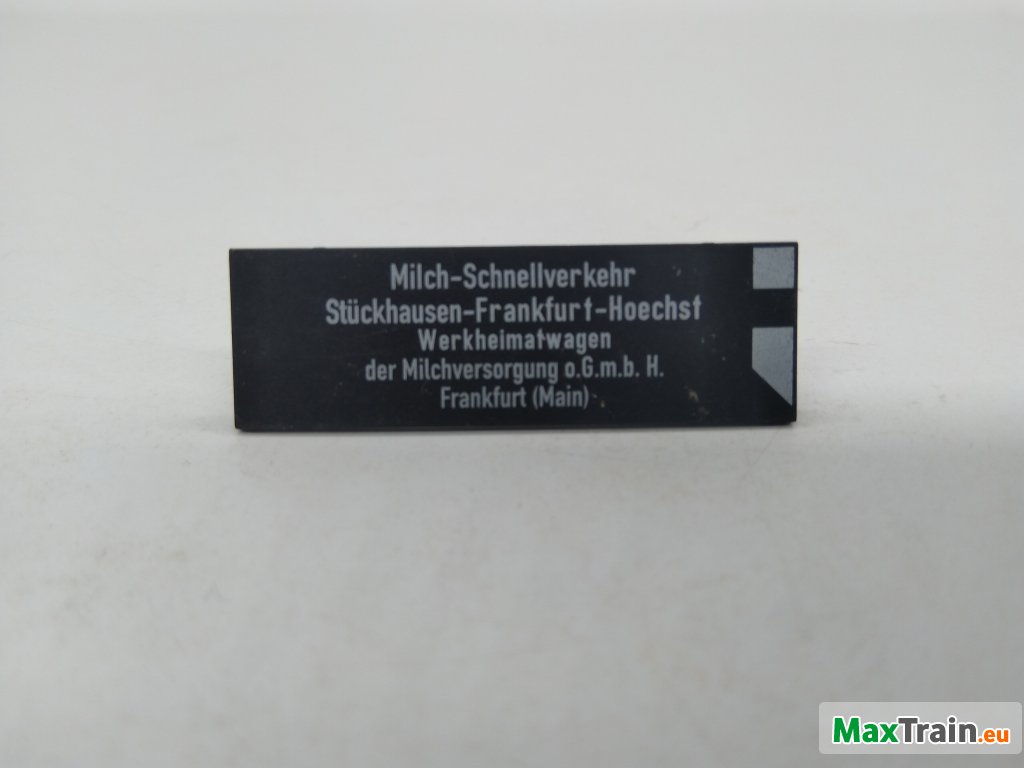 Milch-Schnellverkehr
Stückhausen-Frankfurt-Hoechst
Werkheimatwagen
der Milchversorgung o.G.m.b. H.
Frankfurt (Main)
MaxTrain.eu